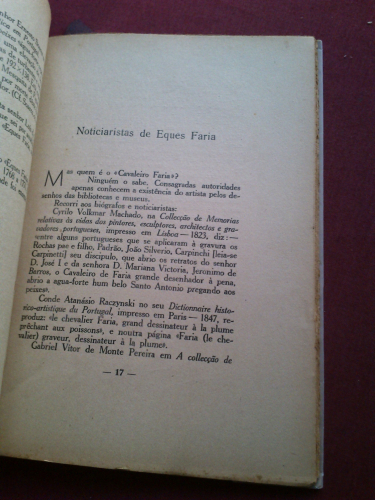 Noticiaristas de Eques Faria
Mas quem é o «Cavaleiro Faria»?
Ninguém o sabe. Consagradas autoridades
apenas conhecem a existência do artista pelos de-
senhos das bibliotecas e museus.
Recorri aos biógrafos e noticiaristas:
Cyrilo Volkmar Machado, na Collecção de Memorias
relativas ás vidas dos pintores, escultores, architectos e gra-
vadores portugueses, impresso em Lisboa—1823, diz:—
«entre alguns portugueses que se aplicaram à gravura os
Rochas pae e filho, Padrão, João Silverio, Carpinchi [leia-se
Carpinetti] seu discipulo, que abriu os retratos do senhor
D. José I e da senhora D. Mariana Victoria, Jeronimo de
Barros, o Cavaleiro de Faria grande desenhador à pena,
abriu a agua-forte hum belo Santo Antonio pregando aos
peixes».
Conde Atanásio Raczynski no seu Dictionnaire histo-
rico-artistique du Portugal, impresso em Paris—1847, re-
produz: «le chevalier Faria, grand dessinateur à la plume
prêchant aux poissons», e noutra página «Faria (le che-
valier) graveur, dessinateur à la plume».
Gabriel Vitor de Monte Pereira em A collecção de
— 17 —